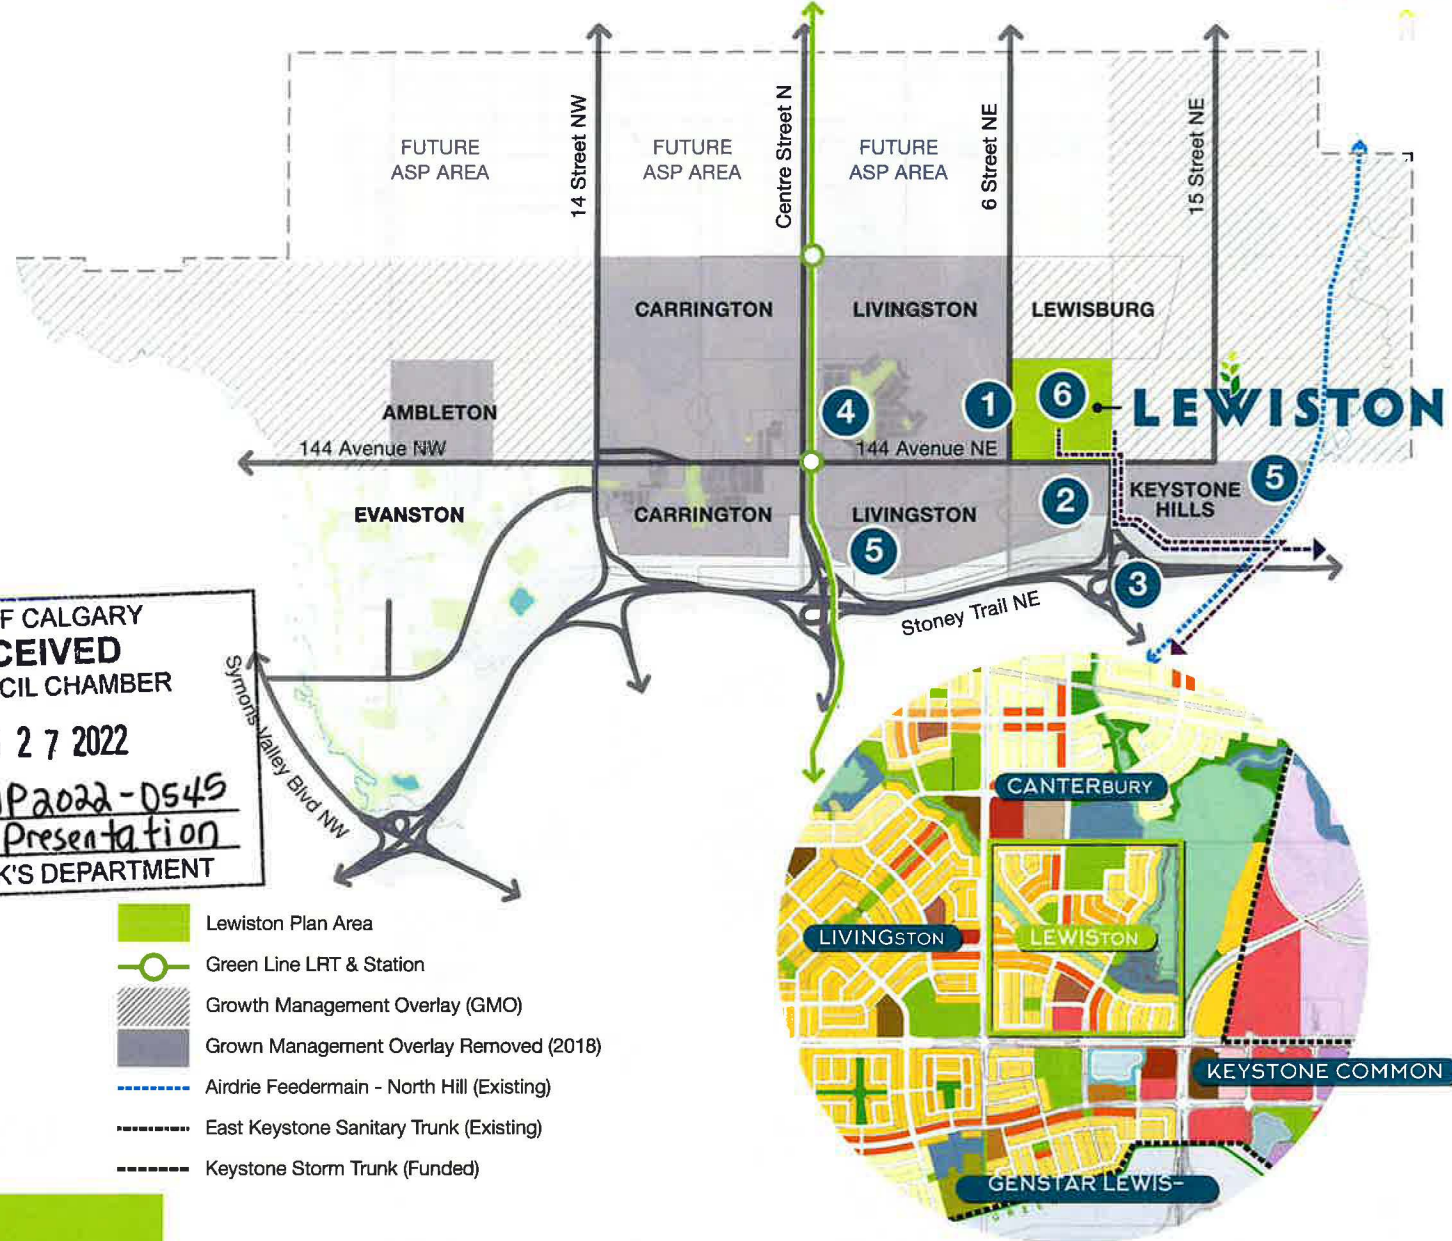 FUTURE
ASP AREA
14 Street NW
FUTURE
ASP AREA
Centre Street N
FUTURE
ASP AREA
6 Street NE
15 Street NE
CARRINGTON
LIVINGSTON
LEWISBURG
AMBLETON
4
1
6
LEWISTON
144 Avenue NW
144 Avenue NE
EVANSTON
CARRINGTON
LIVINGSTON
2
KEYSTONE
HILLS
5
5
3
Stoney Trail NE
Symons Valley Blvd NW
F CALGARY
CEIVED
CIL CHAMBER
27 2022
IP2022-0545
Presentation
K'S DEPARTMENT
CANTERBURY
LIVINGSTON
LEWISTON
KEYSTONE COMMON
GENSTAR LEWIS-
Lewiston Plan Area
Green Line LRT & Station
Growth Management Overlay (GMO)
Grown Management Overlay Removed (2018)
Airdrie Feedermain - North Hill (Existing)
East Keystone Sanitary Trunk (Existing)
Keystone Storm Trunk (Funded)